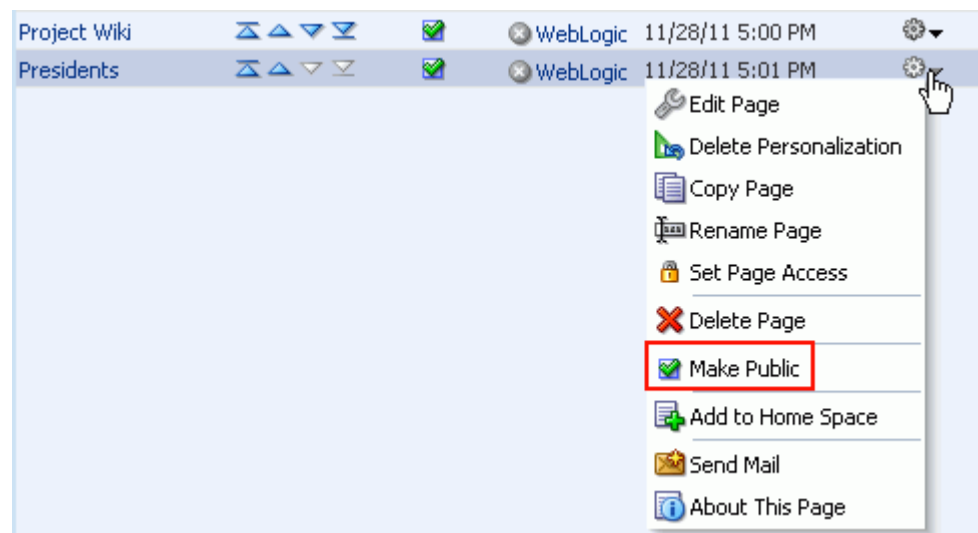 Project Wiki WebLogic 11/28/11 5:00 PM
Presidents WebLogic 11/28/11 5:01 PM
Edit Page
Delete Personalization
Copy Page
Rename Page
Set Page Access
Delete Page
Make Public
Add to Home Space
Send Mail
About This Page